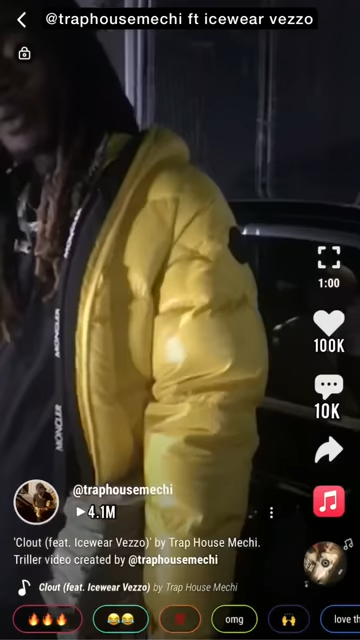 @traphousemechi ft icewear vezzo
1:00
100K
10K
MONCLER
MONCLER
MONCLER
@traphousemechi
4.1M
'Clout (feat. Icewear Vezzo)' by Trap House Mechi.
Triller video created by @traphousemechi
Clout (feat. Icewear Vezzo) by Trap House Mechi
🔥🔥🔥 😂😂 💯 omg 🙌 love th